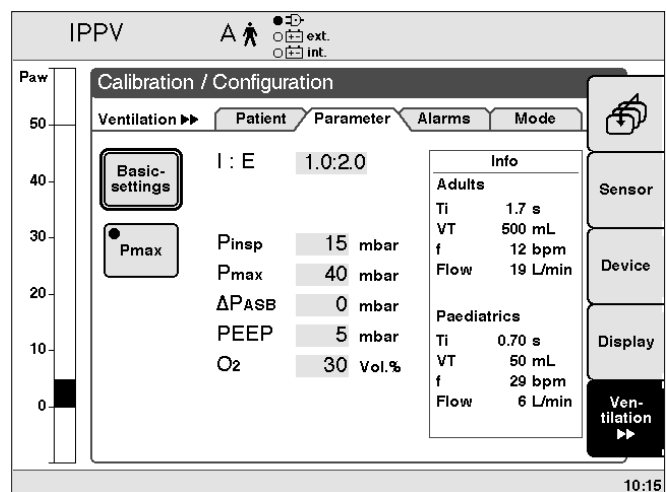 IPPV A ext.
int.
Paw
50
40
30
20
10
0
Calibration / Configuration
Ventilation ▶▶ Patient Parameter Alarms Mode
Basic-
settings
Pmax
I : E 1.0:2.0
Pinsp 15 mbar
Pmax 40 mbar
ΔPASB 0 mbar
PEEP 5 mbar
O2 30 Vol.%
Info
Adults
Ti 1.7 s
VT 500 mL
f 12 bpm
Flow 19 L/min
Paediatrics
Ti 0.70 s
VT 50 mL
f 29 bpm
Flow 6 L/min
Sensor
Device
Display
Ven-
tilation
▶▶
10:15